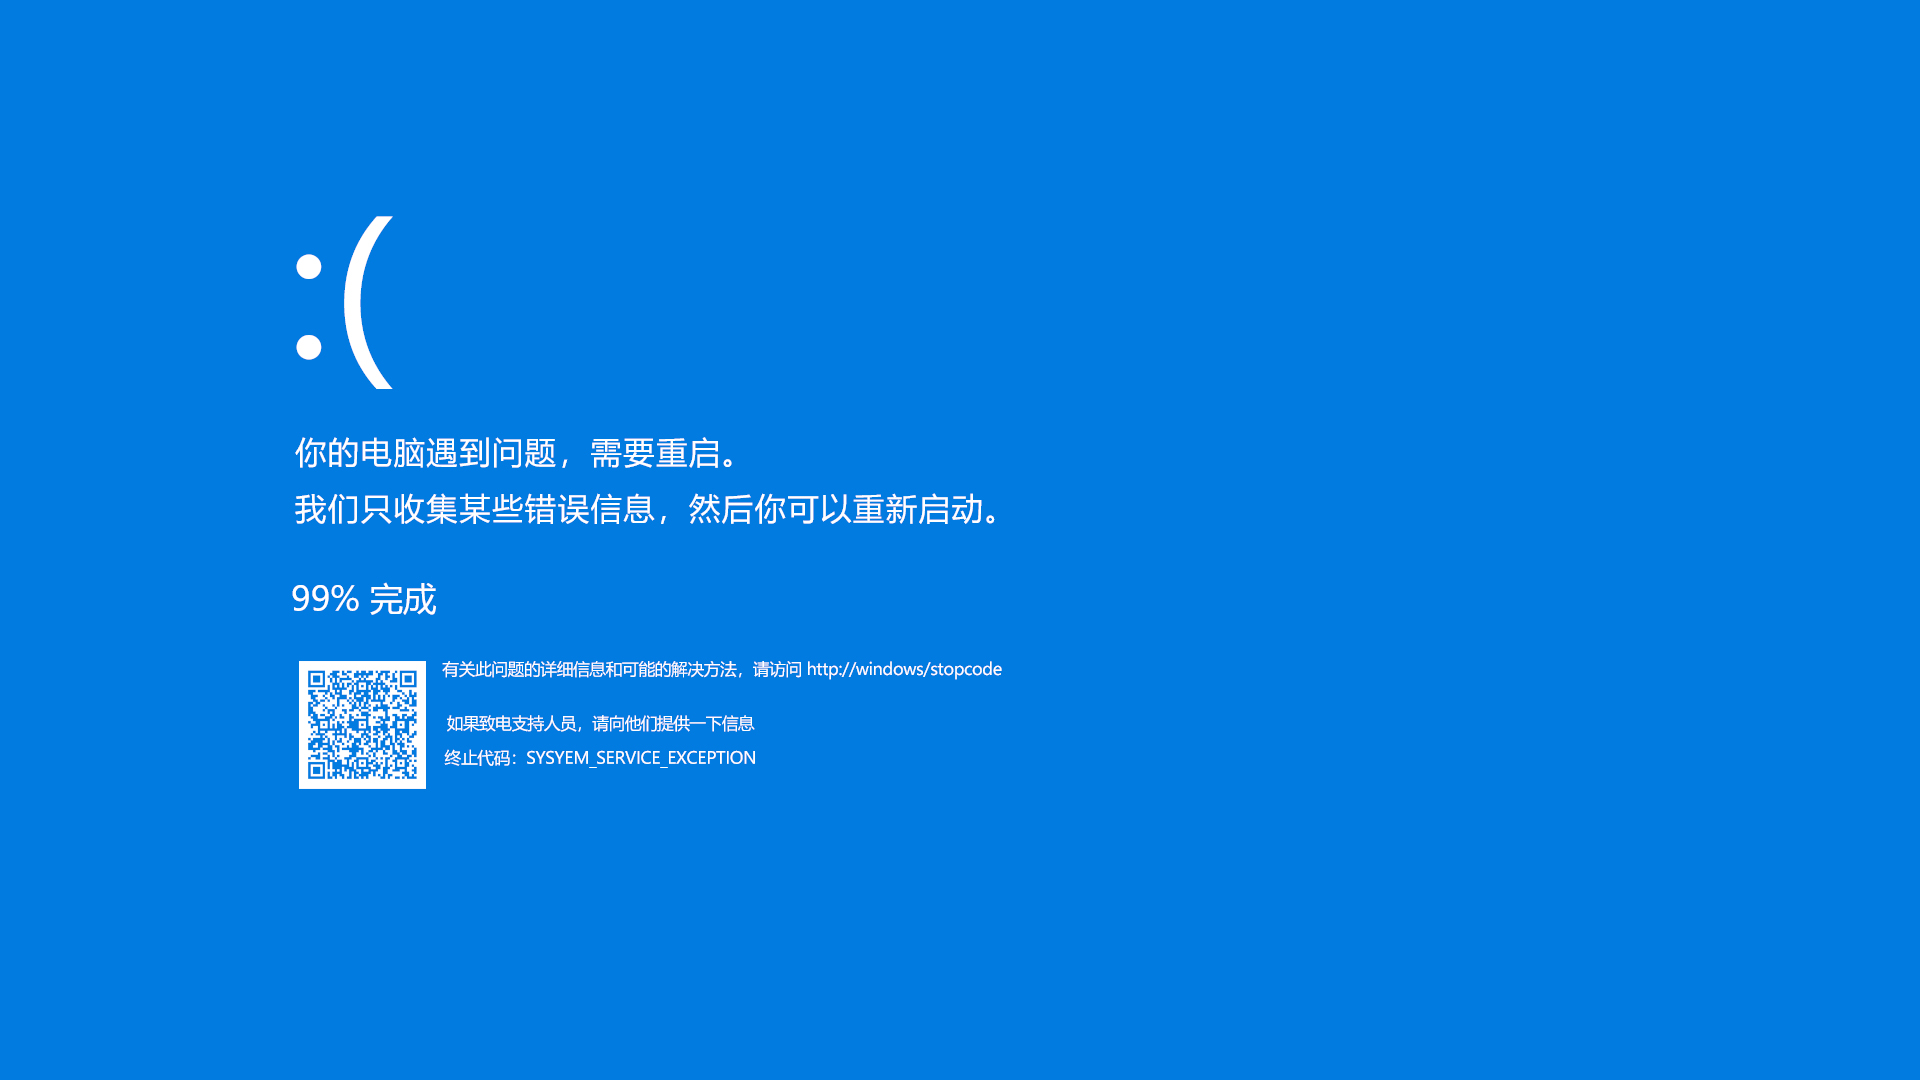 :(
你的电脑遇到问题，需要重启。
我们只收集某些错误信息，然后你可以重新启动。
99% 完成
有关此问题的详细信息和可能的解决方法，请访问 http://windows/stopcode
如果致电支持人员，请向他们提供一下信息
终止代码：SYSYEM_SERVICE_EXCEPTION